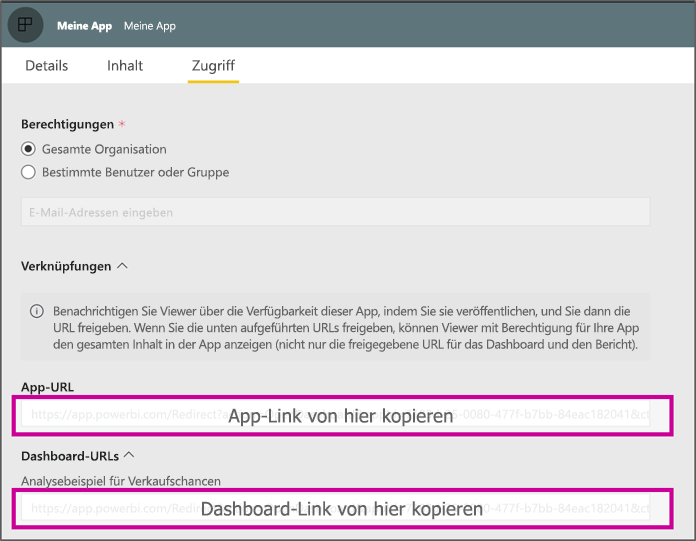 Meine App Meine App
Details Inhalt Zugriff
Berechtigungen *
Gesamte Organisation
Bestimmte Benutzer oder Gruppe
E-Mail-Adressen eingeben
Verknüpfungen
Benachrichtigen Sie Viewer über die Verfügbarkeit dieser App, indem Sie sie veröffentlichen, und Sie dann die
URL freigeben. Wenn Sie die unten aufgeführten URLs freigeben, können Viewer mit Berechtigung für Ihre App
den gesamten Inhalt in der App anzeigen (nicht nur die freigegebene URL für das Dashboard und den Bericht).
App-URL
https://app.powerbi.com/Redirect? App-Link von hier kopieren -0080-477f-b7bb-84eac182041&ct
Dashboard-URLs
Analysebeispiel für Verkaufschancen
https://app.powerbi.com/Redir Dashboard-Link von hier kopieren 0-477f-b7bb-84eac182041&ct